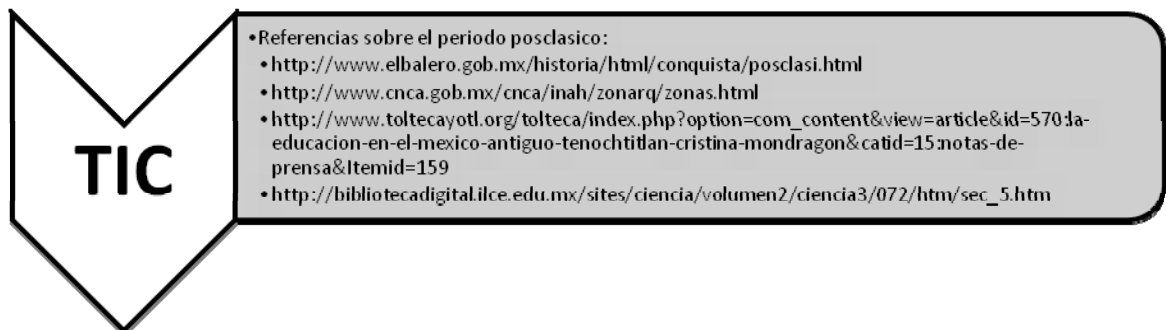 TIC
•Referencias sobre el periodo posclasico:
•http://www.elbalero.gob.mx/historia/html/conquista/posclasi.html
•http://www.cnca.gob.mx/cnca/inah/zonarq/zonas.html
•http://www.toltecayotl.org/tolteca/index.php?option=com_content&view=article&id=570:la-
educacion-en-el-mexico-antiguo-tenochtitlan-cristina-mondragon&catid=15:notas-de-
prensa&Itemid=159
•http://bibliotecadigital.ilce.edu.mx/sites/ciencia/volumen2/ciencia3/072/htm/sec_5.htm